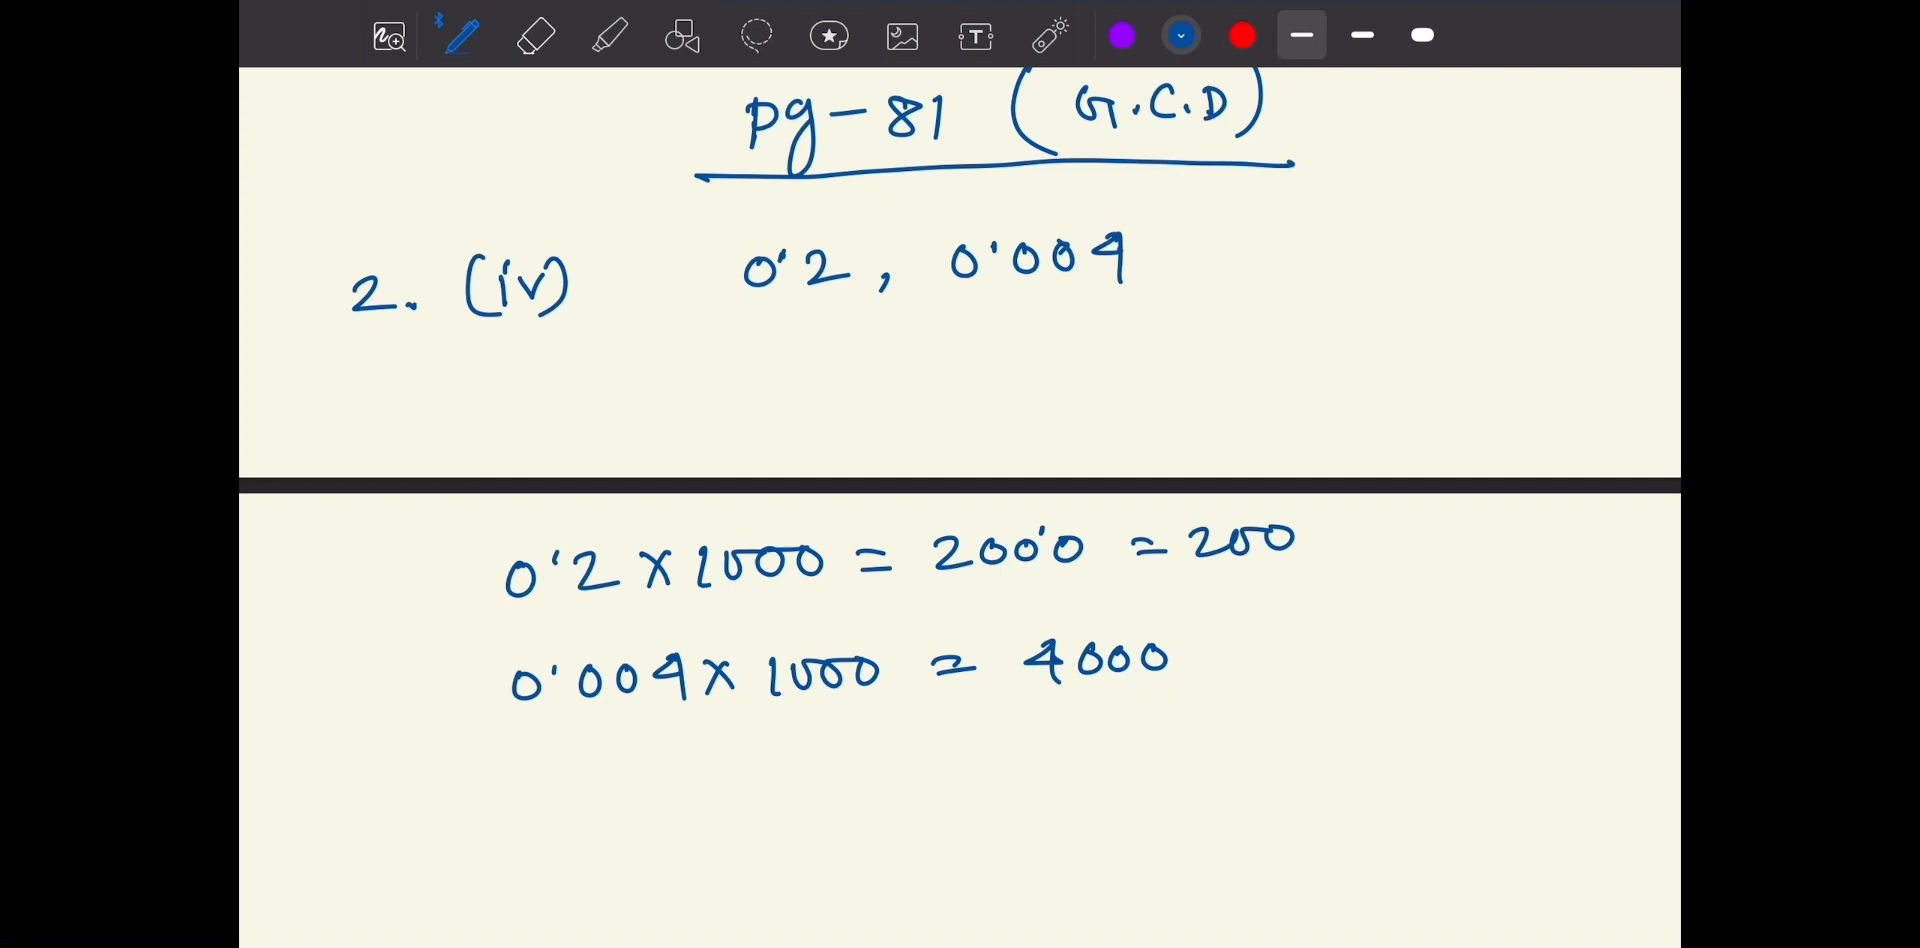 pg-81 (G.C.D)
2. (iv) 0·2, 0·004
0·2 x 1000 = 200·0 = 200
0·004 x 1000 = 4000